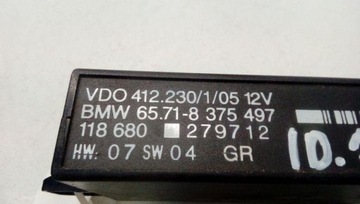 VDO 412.230/1/05 12V
BMW 65.71-8 375 497
118 680 279712
HW: 07 SW 04 GR
ID.